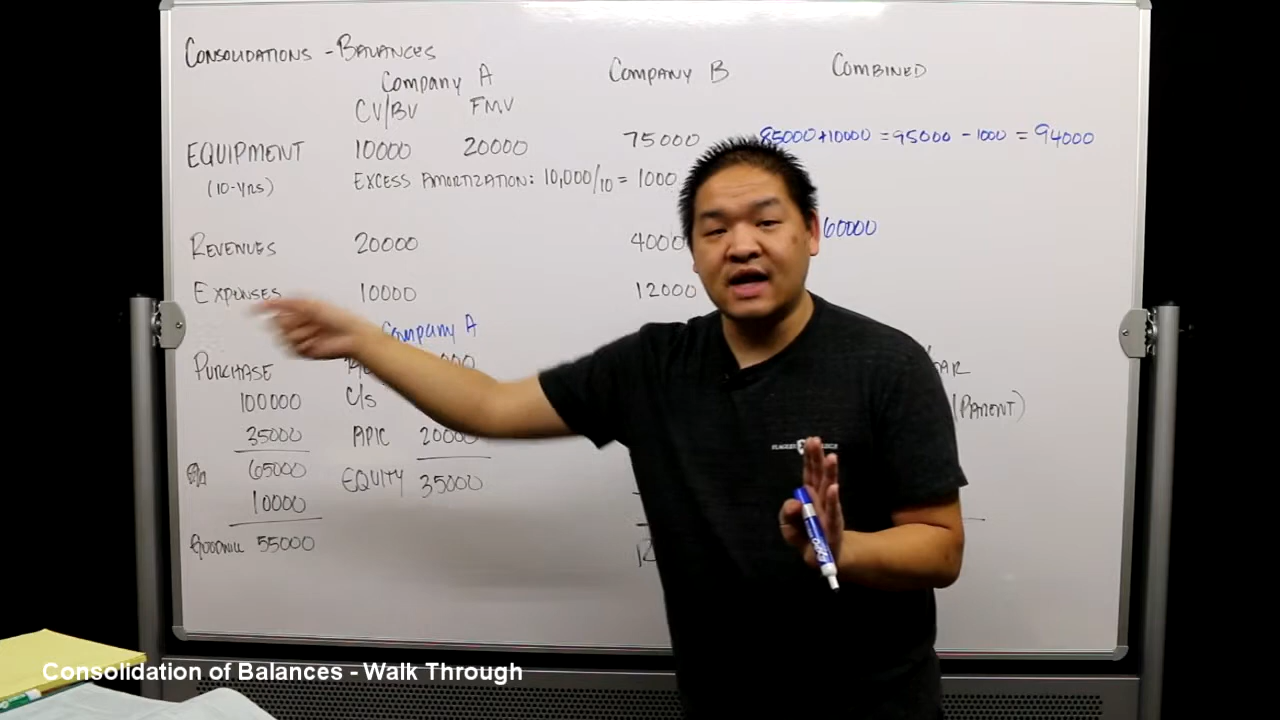 CONSOLIDATIONS - BALANCES
COMPANY A COMPANY B COMBINED
CV/BV FMV
EQUIPMENT 10000 20000 75000 85000 + 10000 = 95000 - 1000 = 94000
(10-YRS) EXCESS AMORTIZATION: 10,000/10 = 1000
REVENUES 20000 4000 60000
EXPENSES 10000 12000
Company A
PURCHASE
100000 C/S
35000 APIC 20000
65000 EQUITY 35000
10000
GOODWILL 55000
(PARENT)
Consolidation of Balances - Walk Through